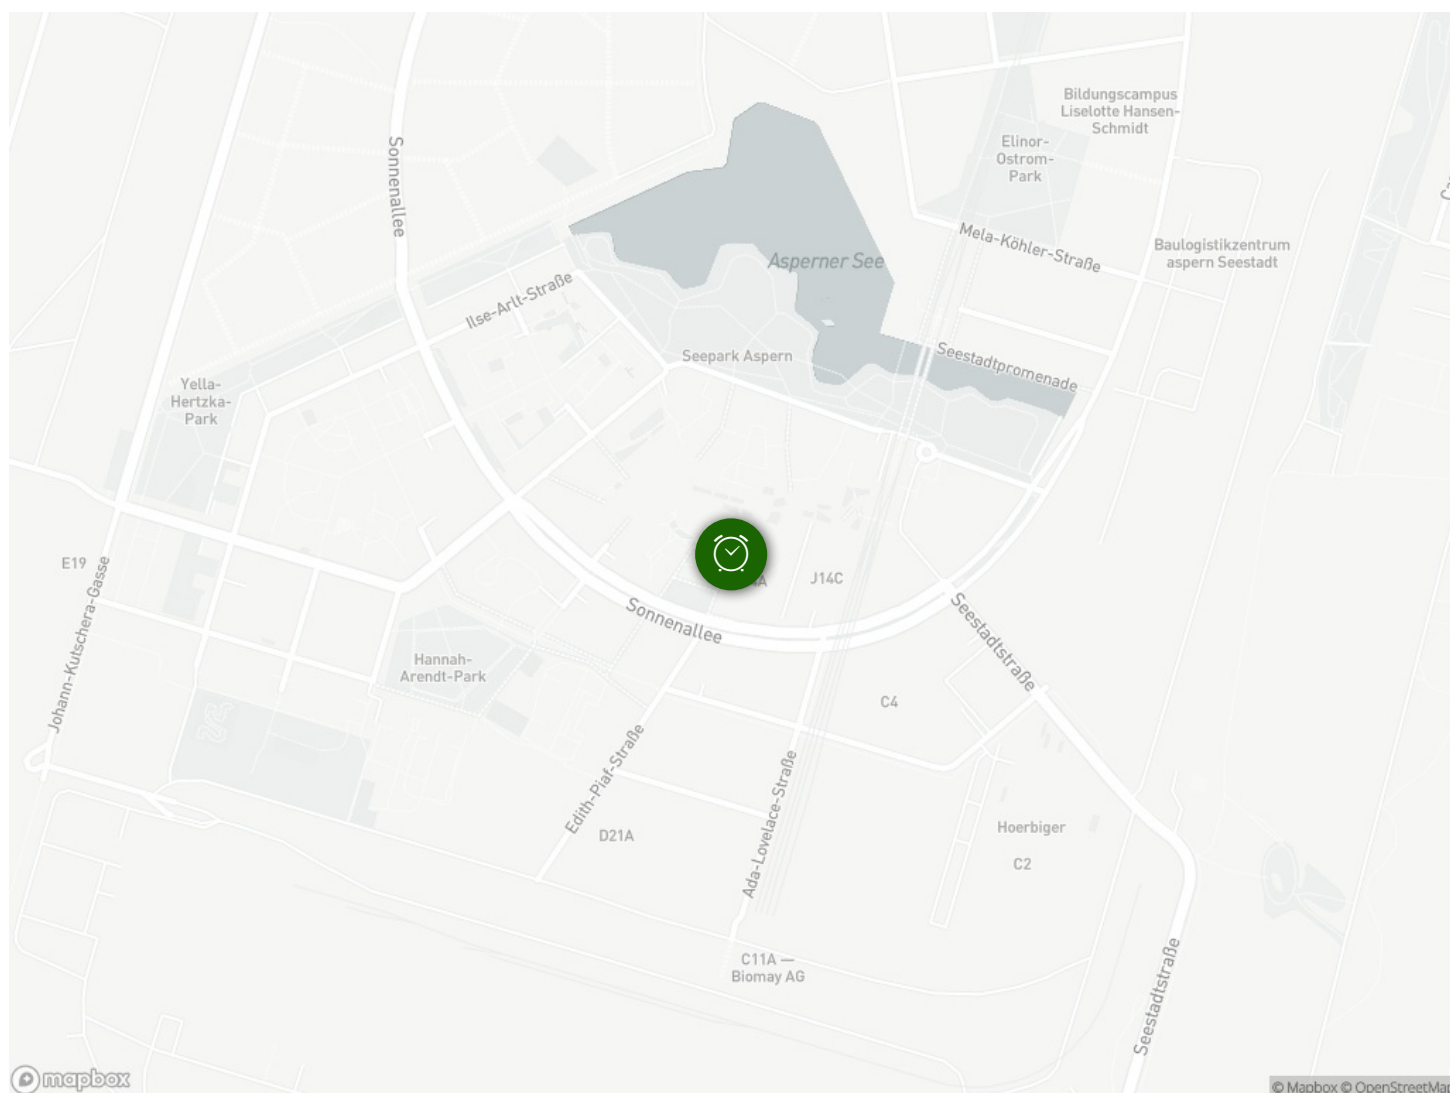 Bildungscampus
Liselotte Hansen-
Schmidt
Elinor-
Ostrom-
Park
Sonnenallee
Mela-Köhler-Straße
Baulogistikzentrum
aspern Seestadt
Asperner See
Ilse-Arlt-Straße
Seepark Aspern
Seestadtpromenade
Yella-
Hertzka-
Park
E19
J14C
Sonnenallee
Seestadtstraße
Johann-Kutschera-Gasse
Hannah-
Arendt-Park
C4
Edith-Piaf-Straße
Ada-Lovelace-Straße
D21A
Hoerbiger
C2
C11A —
Biomay AG
Seestadtstraße
mapbox
© Mapbox © OpenStreetMap